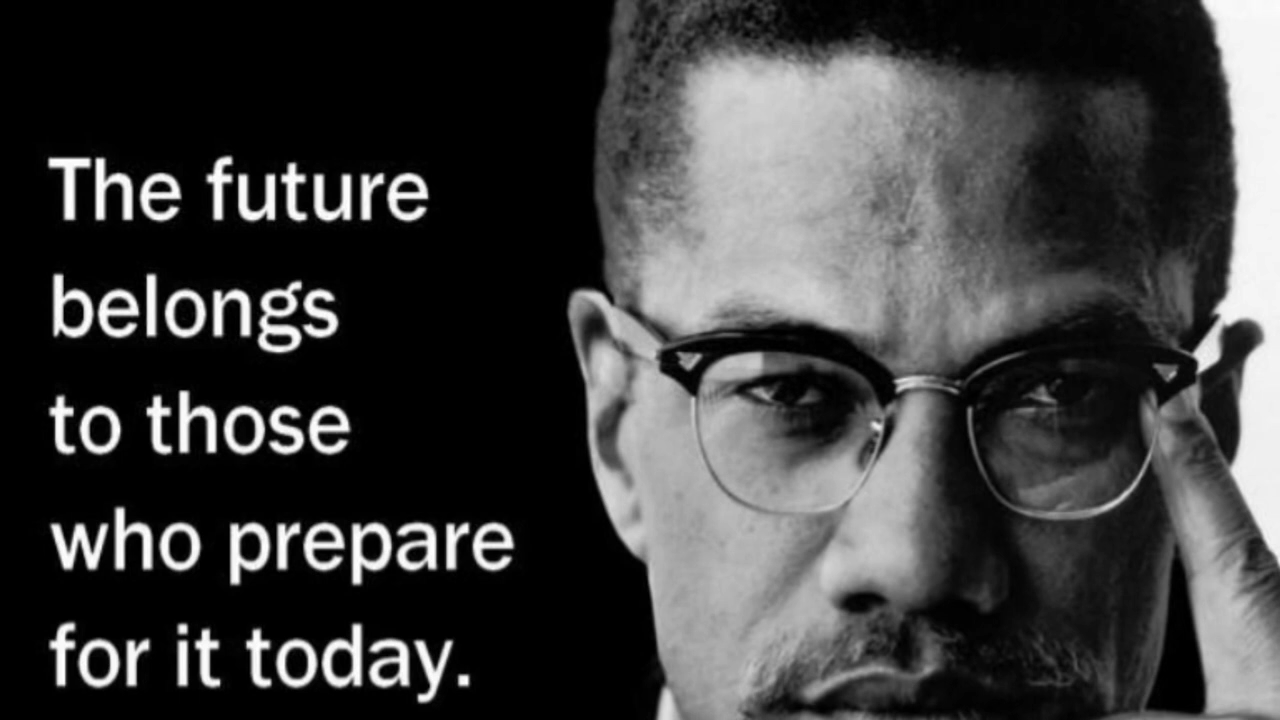 The future
belongs
to those
who prepare
for it today.